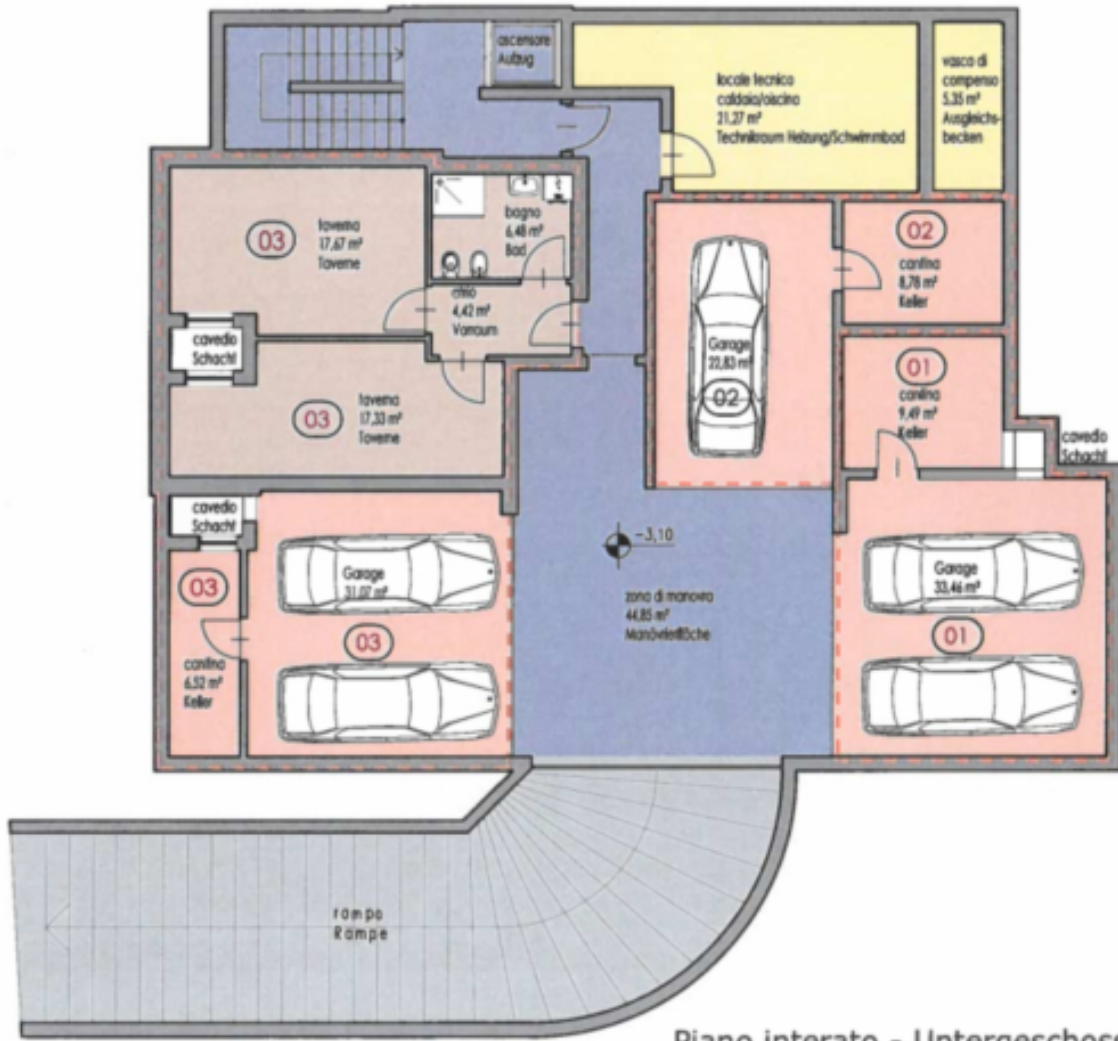 ascensore
Aufzug
locale tecnico
caldaia/piscina
21,27 m²
Technikraum Heizung/Schwimmbad
vasca di
compenso
5,35 m²
Ausgleichs-
becken
03
taverna
17,67 m²
Taverne
bagno
6,48 m²
Bad
atrio
4,42 m²
Vorraum
cavedio
Schacht
03
taverna
17,33 m²
Taverne
Garage
22,83 m²
02
02
cantina
8,78 m²
Keller
01
cantina
9,49 m²
Keller
cavedio
Schacht
cavedio
Schacht
03
cantina
6,52 m²
Keller
Garage
31,07 m²
03
-3,10
zona di manovra
44,85 m²
Manövrierfläche
Garage
33,46 m²
01
rampa
Rampe
Piano interato - Untergeschoss